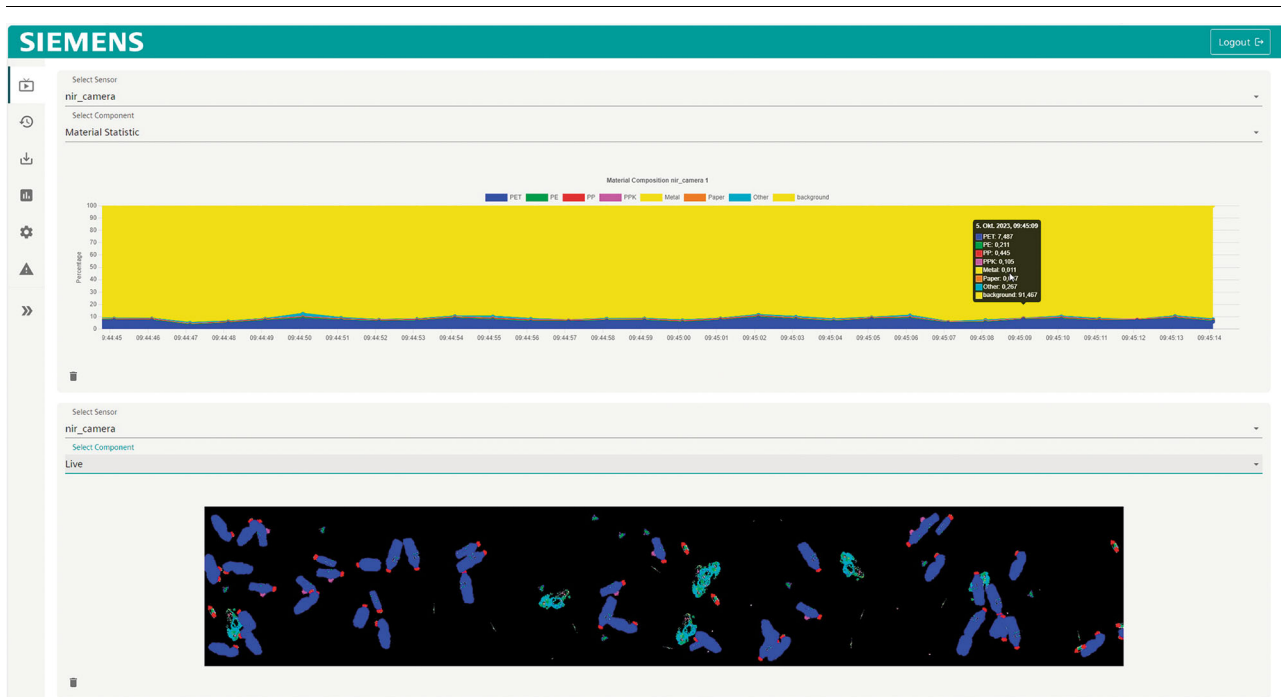 SIEMENS
Logout
Select Sensor
nir_camera
Select Component
Material Statistic
Material Composition nir_camera 1
PET PE PP PPK Metal Paper Other background
Percentage
100
90
80
70
60
50
40
30
20
10
0
5. Okt. 2023, 09:45:09
PET: 7,487
PE: 0,211
PP: 0,445
PPK: 0,105
Metal: 0,011
Paper:
Other: 0,267
background: 91,467
9:44:45 09:44:46 09:44:47 09:44:48 09:44:49 09:44:50 09:44:51 09:44:52 09:44:53 09:44:54 09:44:55 09:44:56 09:44:57 09:44:58 09:44:59 09:45:00 09:45:01 09:45:02 09:45:03 09:45:04 09:45:05 09:45:06 09:45:07 09:45:08 09:45:09 09:45:10 09:45:11 09:45:12 09:45:13 09:45:14
Select Sensor
nir_camera
Select Component
Live